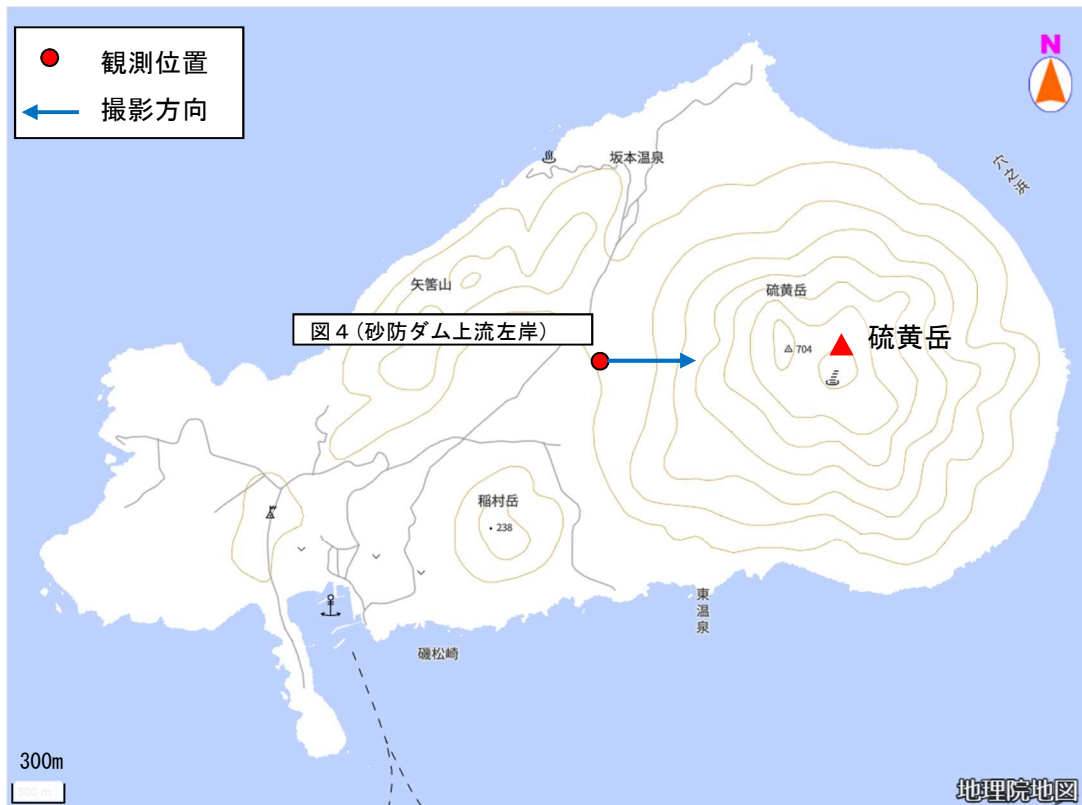 観測位置
撮影方向
N
坂本温泉
穴之浜
矢筈山
硫黄岳
図4(砂防ダム上流左岸)
704
硫黄岳
稲村岳
238
東温泉
磯松崎
300m
300 m
地理院地図